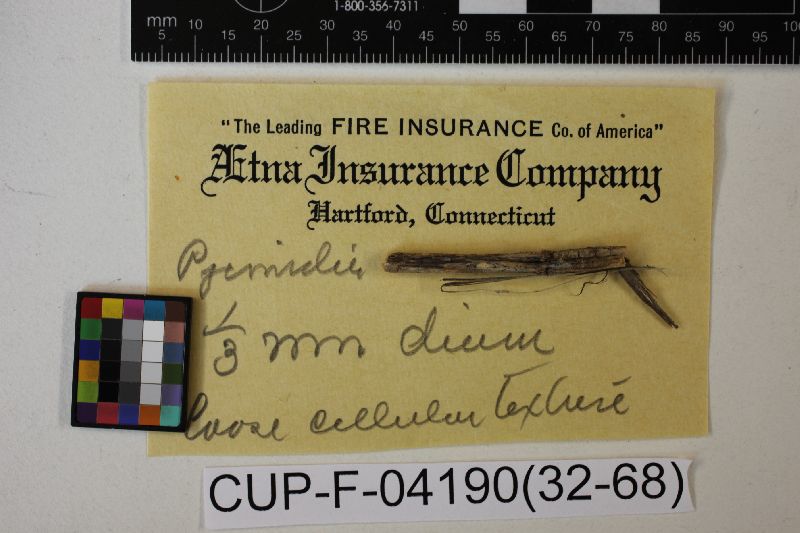 1-800-356-7311
mm 5 10 15 20 25 30 35 40 45 50 55 60 65 70 75 80 85 90 95 100
"The Leading FIRE INSURANCE Co. of America"
Ætna Insurance Company
Hartford, Connecticut
Pycnidia
1/3 mm diam
loose cellular texture
CUP-F-04190(32-68)